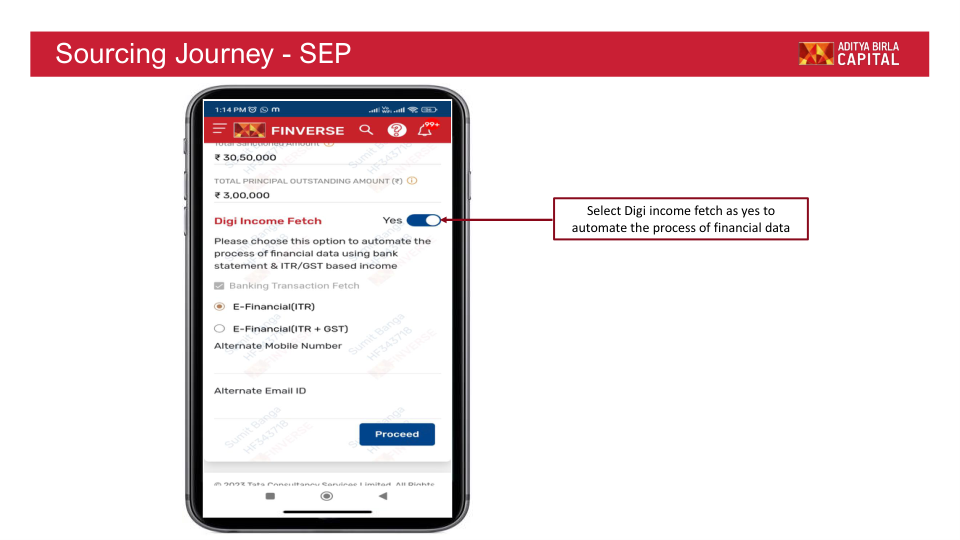 Sourcing Journey - SEP
ADITYA BIRLA
CAPITAL
1:14 PM
FINVERSE
99+
Total Sanctioned Amount
₹ 30,50,000
TOTAL PRINCIPAL OUTSTANDING AMOUNT (₹)
₹ 3,00,000
Digi Income Fetch Yes
Please choose this option to automate the
process of financial data using bank
statement & ITR/GST based income
Banking Transaction Fetch
E-Financial(ITR)
E-Financial(ITR + GST)
Alternate Mobile Number
Alternate Email ID
Proceed
© 2023 Tata Consultancy Services Limited. All Rights
Select Digi income fetch as yes to
automate the process of financial data
Sumit Banga
HF343718